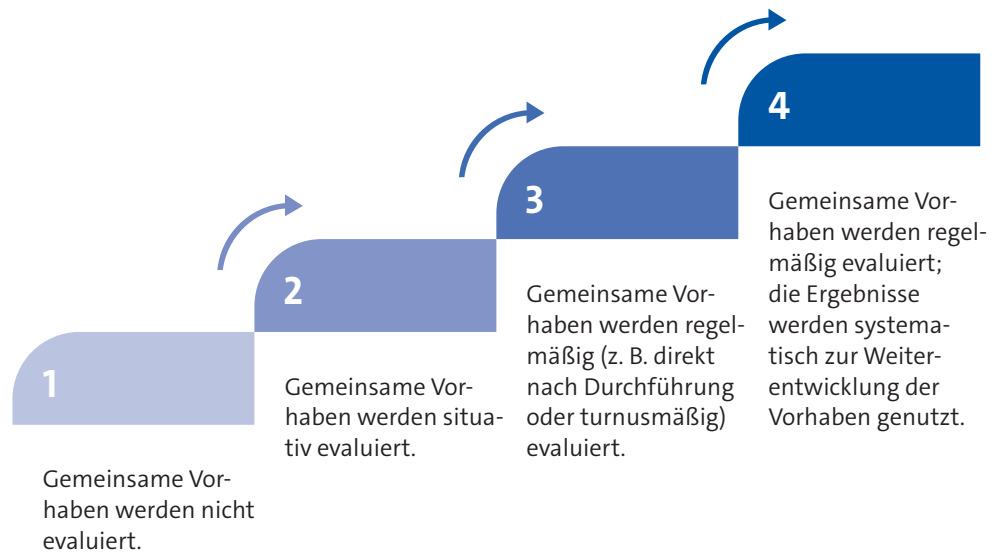 1
Gemeinsame Vor-
haben werden nicht
evaluiert.
2
Gemeinsame Vor-
haben werden situa-
tiv evaluiert.
3
Gemeinsame Vor-
haben werden regel-
mäßig (z. B. direkt
nach Durchführung
oder turnusmäßig)
evaluiert.
4
Gemeinsame Vor-
haben werden regel-
mäßig evaluiert;
die Ergebnisse
werden systema-
tisch zur Weiter-
entwicklung der
Vorhaben genutzt.